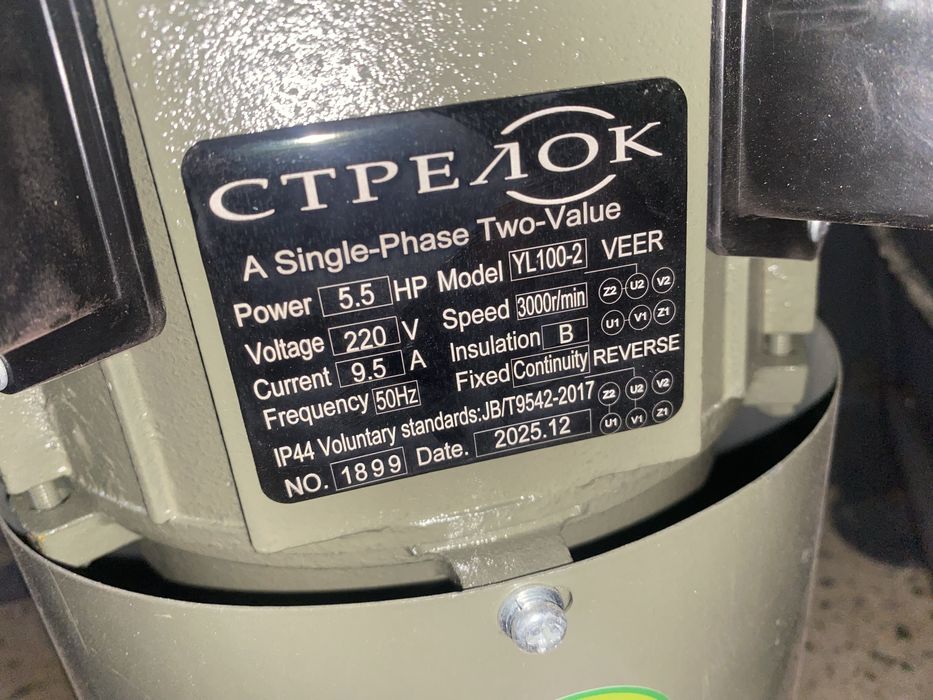 СТРЕЛОК
A Single-Phase Two-Value
Power 5.5 HP Model YL100-2 VEER
Voltage 220 V Speed 3000r/min Z2 U2 V2
Current 9.5 A Insulation B U1 V1 Z1
Frequency 50Hz Fixed Continuity REVERSE
IP44 Voluntary standards:JB/T9542-2017 Z2 U2 V2
NO. 1899 Date. 2025.12 U1 V1 Z1